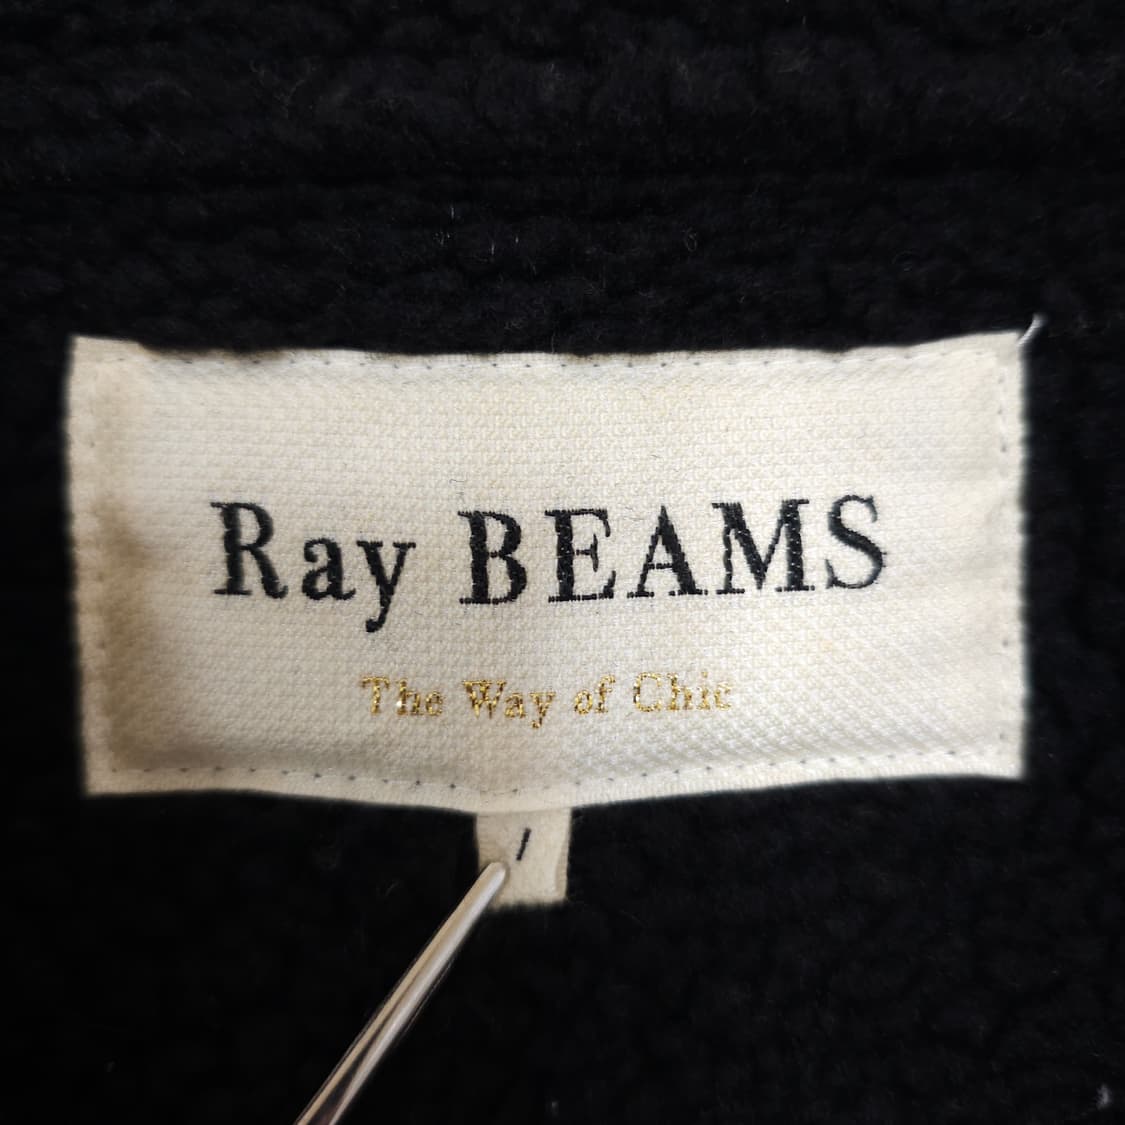 Ray BEAMS
The Way of Chic
1